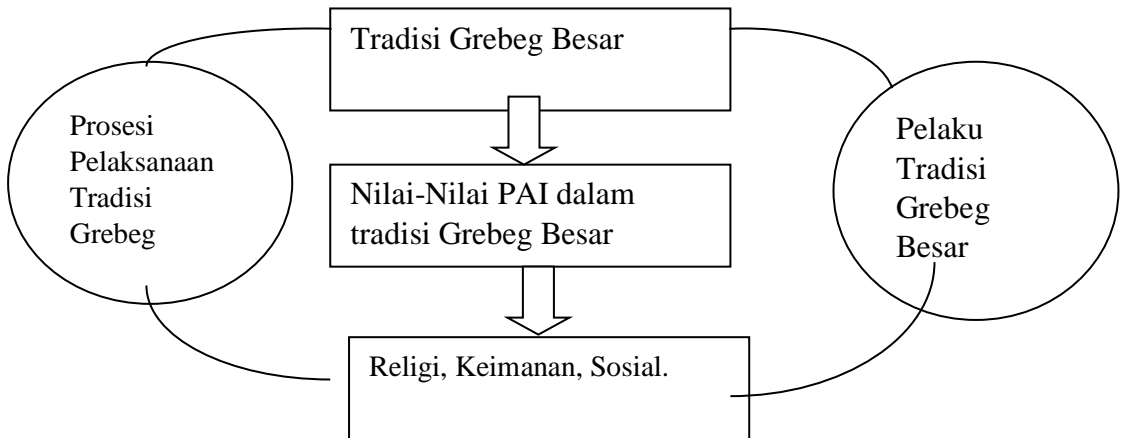 Tradisi Grebeg Besar
Prosesi
Pelaksanaan
Tradisi
Grebeg
Pelaku
Tradisi
Grebeg
Besar
Nilai-Nilai PAI dalam
tradisi Grebeg Besar
Religi, Keimanan, Sosial.